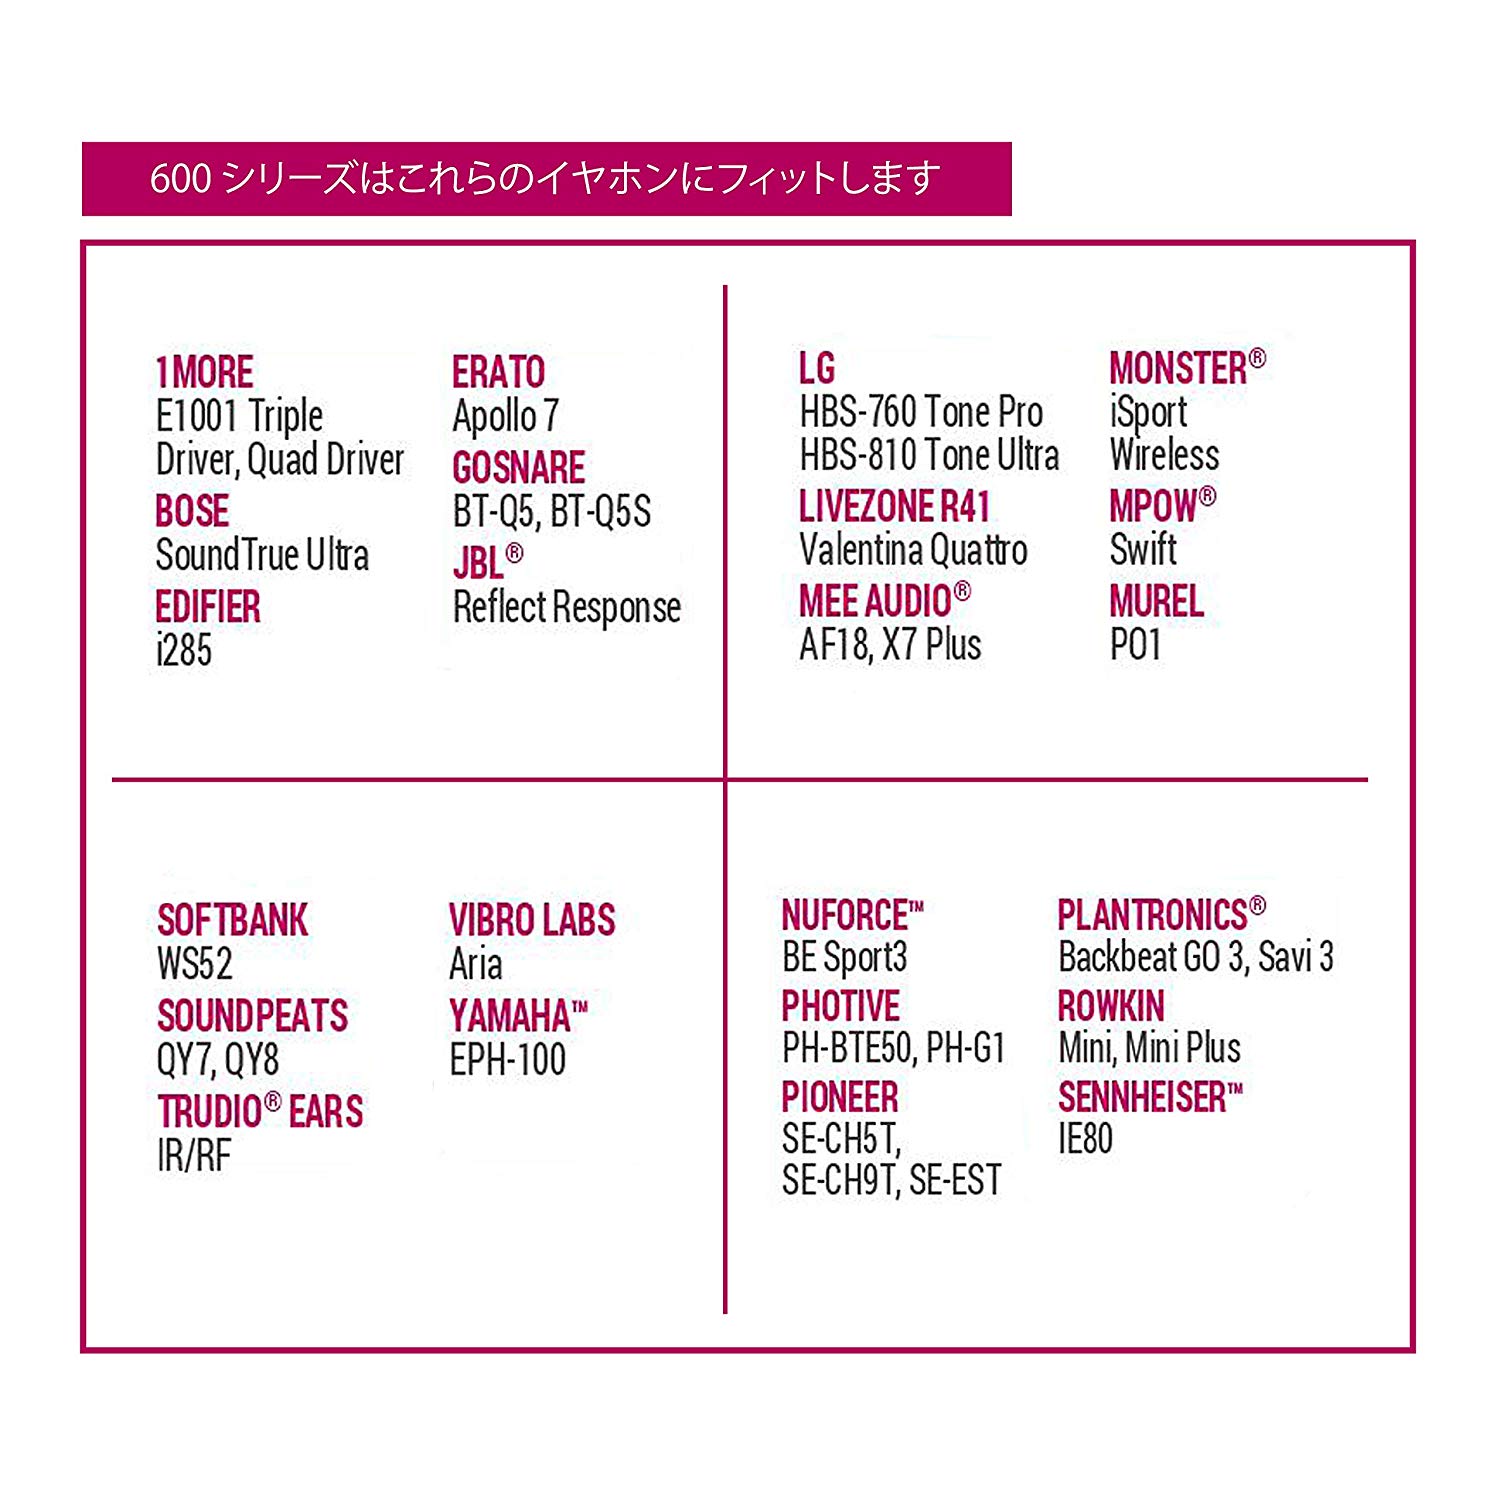 600 シリーズはこれらのイヤホンにフィットします
1MORE
E1001 Triple
Driver, Quad Driver
BOSE
SoundTrue Ultra
EDIFIER
i285
ERATO
Apollo 7
GOSNARE
BT-Q5, BT-Q5S
JBL®
Reflect Response
LG
HBS-760 Tone Pro
HBS-810 Tone Ultra
LIVEZONE R41
Valentina Quattro
MEE AUDIO®
AF18, X7 Plus
MONSTER®
iSport
Wireless
MPOW®
Swift
MUREL
PO1
SOFTBANK
WS52
SOUNDPEATS
QY7, QY8
TRUDIO® EARS
IR/RF
VIBRO LABS
Aria
YAMAHA™
EPH-100
NUFORCE™
BE Sport3
PHOTIVE
PH-BTE50, PH-G1
PIONEER
SE-CH5T,
SE-CH9T, SE-EST
PLANTRONICS®
Backbeat GO 3, Savi 3
ROWKIN
Mini, Mini Plus
SENNHEISER™
IE80